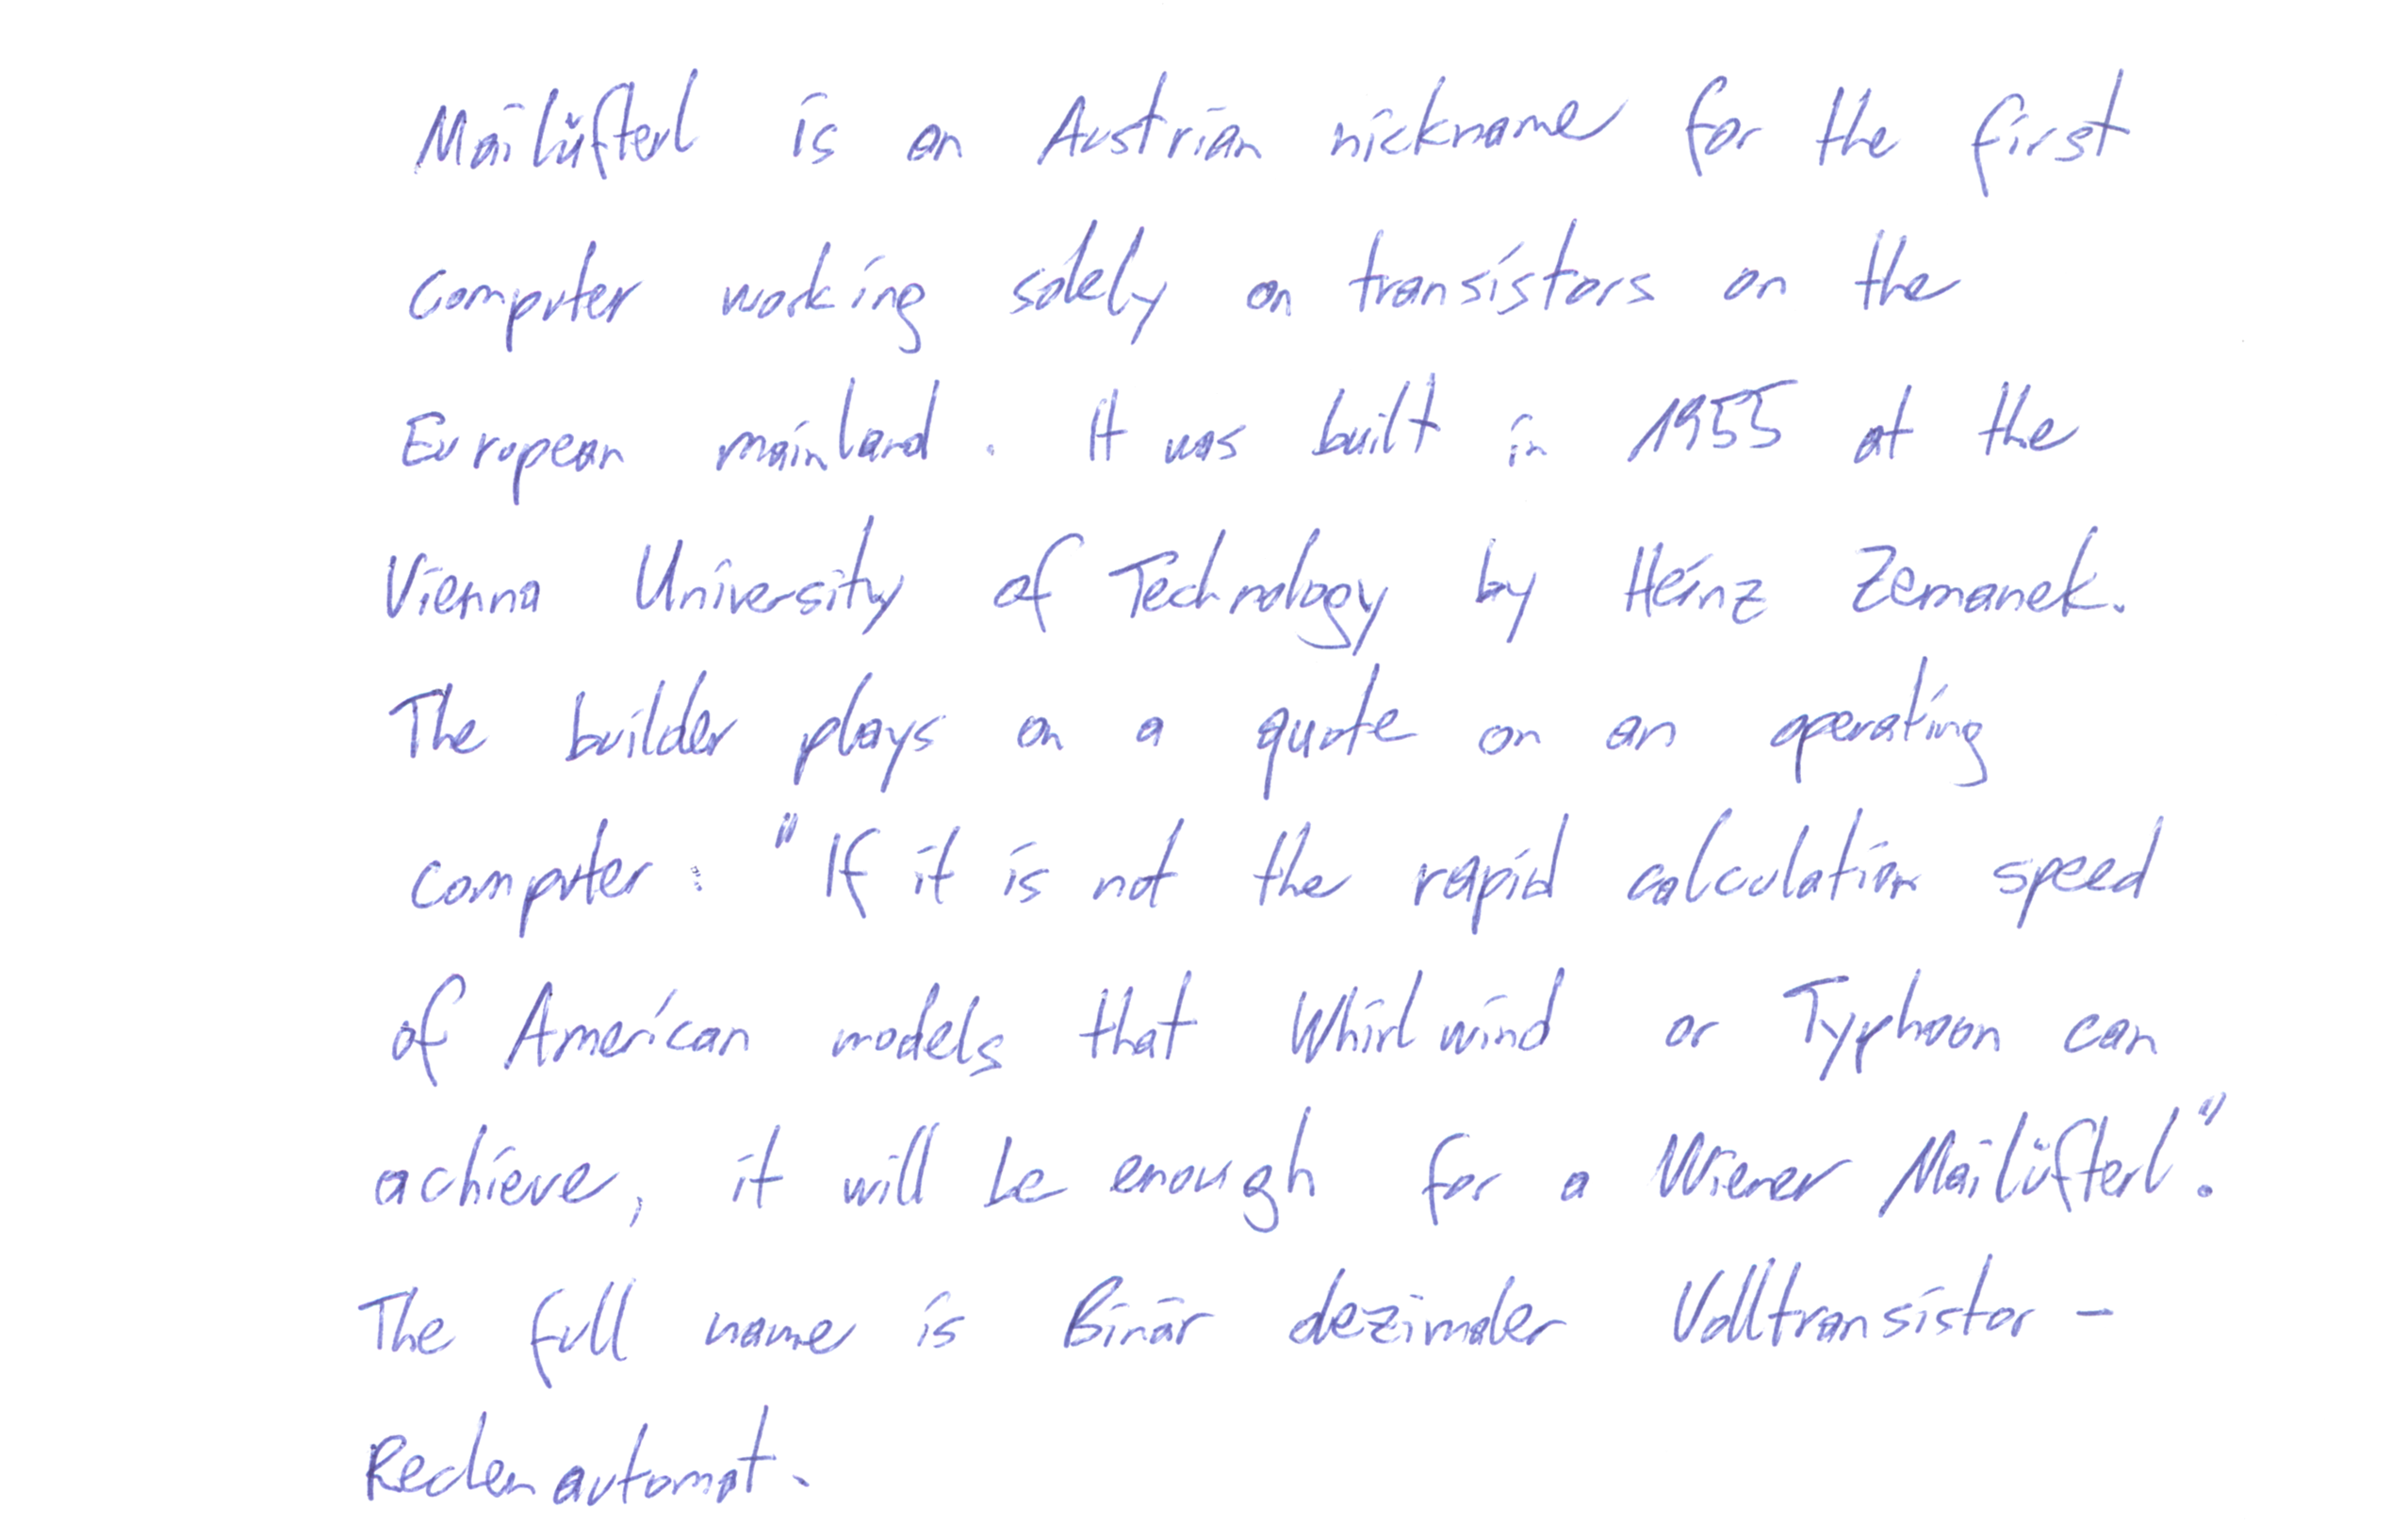 Mailüfterl is an Austrian nickname for the first
computer working solely on transistors on the
European mainland. It was built in 1955 at the
Vienna University of Technology by Heinz Zemanek.
The builder plays on a quote on an operating
computer: "If it is not the rapid calculation speed
of American models that Whirlwind or Typhoon can
achieve, it will be enough for a Wiener Mailüfterl."
The full name is Binär dezimaler Volltransistor-
Rechenautomat.